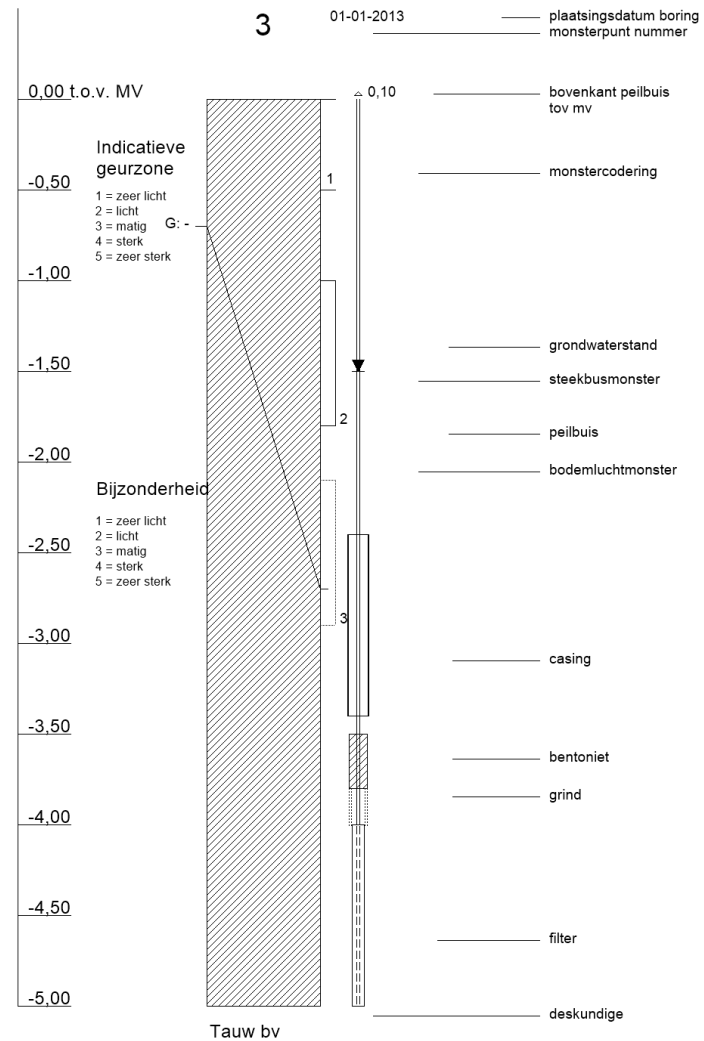 3
01-01-2013
plaatsingsdatum boring
monsterpunt nummer
0,00 t.o.v. MV
0,10
bovenkant peilbuis
tov mv
Indicatieve
geurzone
1 = zeer licht
2 = licht
3 = matig
4 = sterk
5 = zeer sterk
G: -
1
monstercodering
-0,50
-1,00
grondwaterstand
-1,50
steekbusmonster
2
peilbuis
-2,00
bodemluchtmonster
Bijzonderheid
1 = zeer licht
2 = licht
3 = matig
4 = sterk
5 = zeer sterk
-2,50
3
-3,00
casing
-3,50
bentoniet
grind
-4,00
-4,50
filter
-5,00
deskundige
Tauw bv